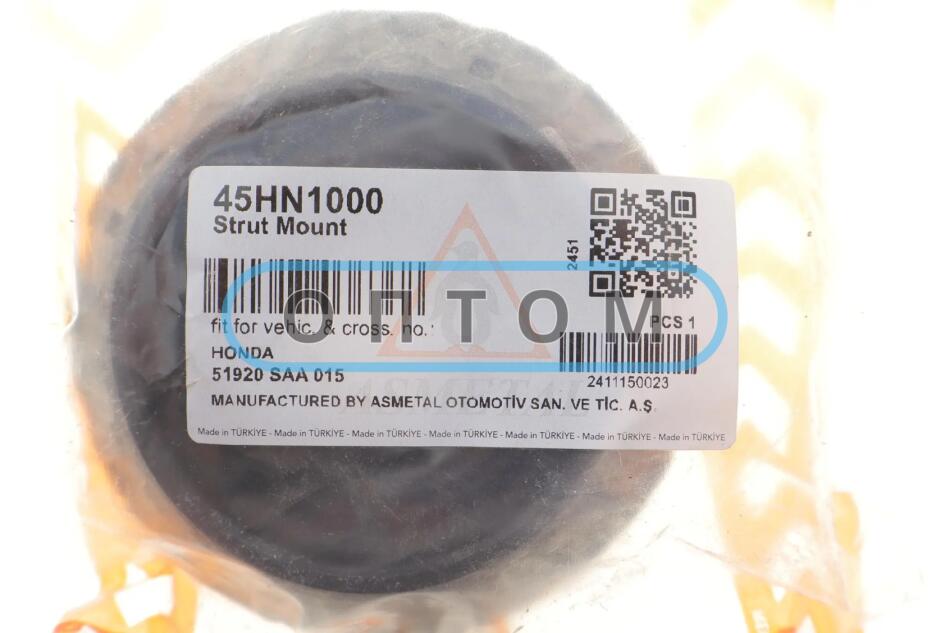 45HN1000
Strut Mount
2451
ОПТОМ
fit for vehic. & cross. no.:
PCS 1
HONDA
51920 SAA 015
2411150023
ASMETAL
MANUFACTURED BY ASMETAL OTOMOTİV SAN. VE TİC. A.Ş.
Made in TÜRKİYE - Made in TÜRKİYE - Made in TÜRKİYE - Made in TÜRKİYE - Made in TÜRKİYE - Made in TÜRKİYE - Made in TÜRKİYE